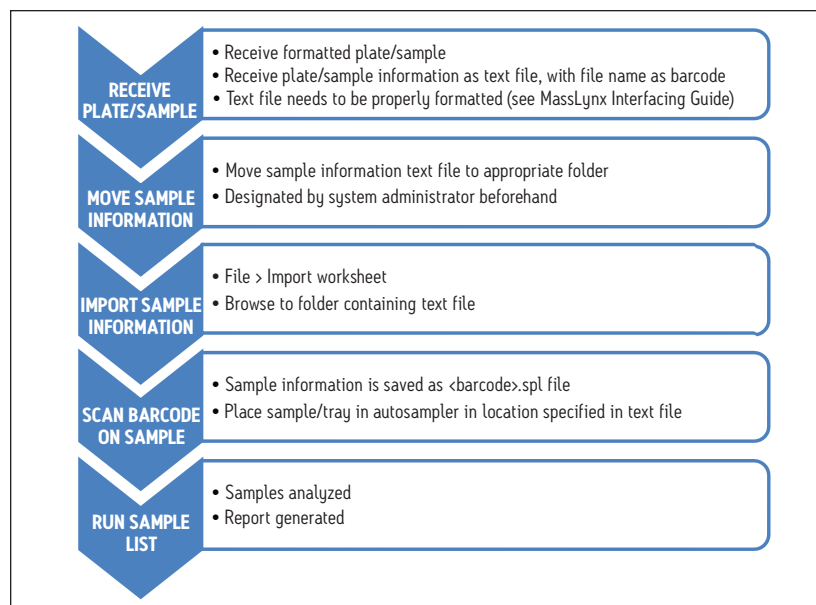 RECEIVE
PLATE/SAMPLE
• Receive formatted plate/sample
• Receive plate/sample information as text file, with file name as barcode
• Text file needs to be properly formatted (see MassLynx Interfacing Guide)
MOVE SAMPLE
INFORMATION
• Move sample information text file to appropriate folder
• Designated by system administrator beforehand
IMPORT SAMPLE
INFORMATION
• File > Import worksheet
• Browse to folder containing text file
SCAN BARCODE
ON SAMPLE
• Sample information is saved as <barcode>.spl file
• Place sample/tray in autosampler in location specified in text file
RUN SAMPLE
LIST
• Samples analyzed
• Report generated